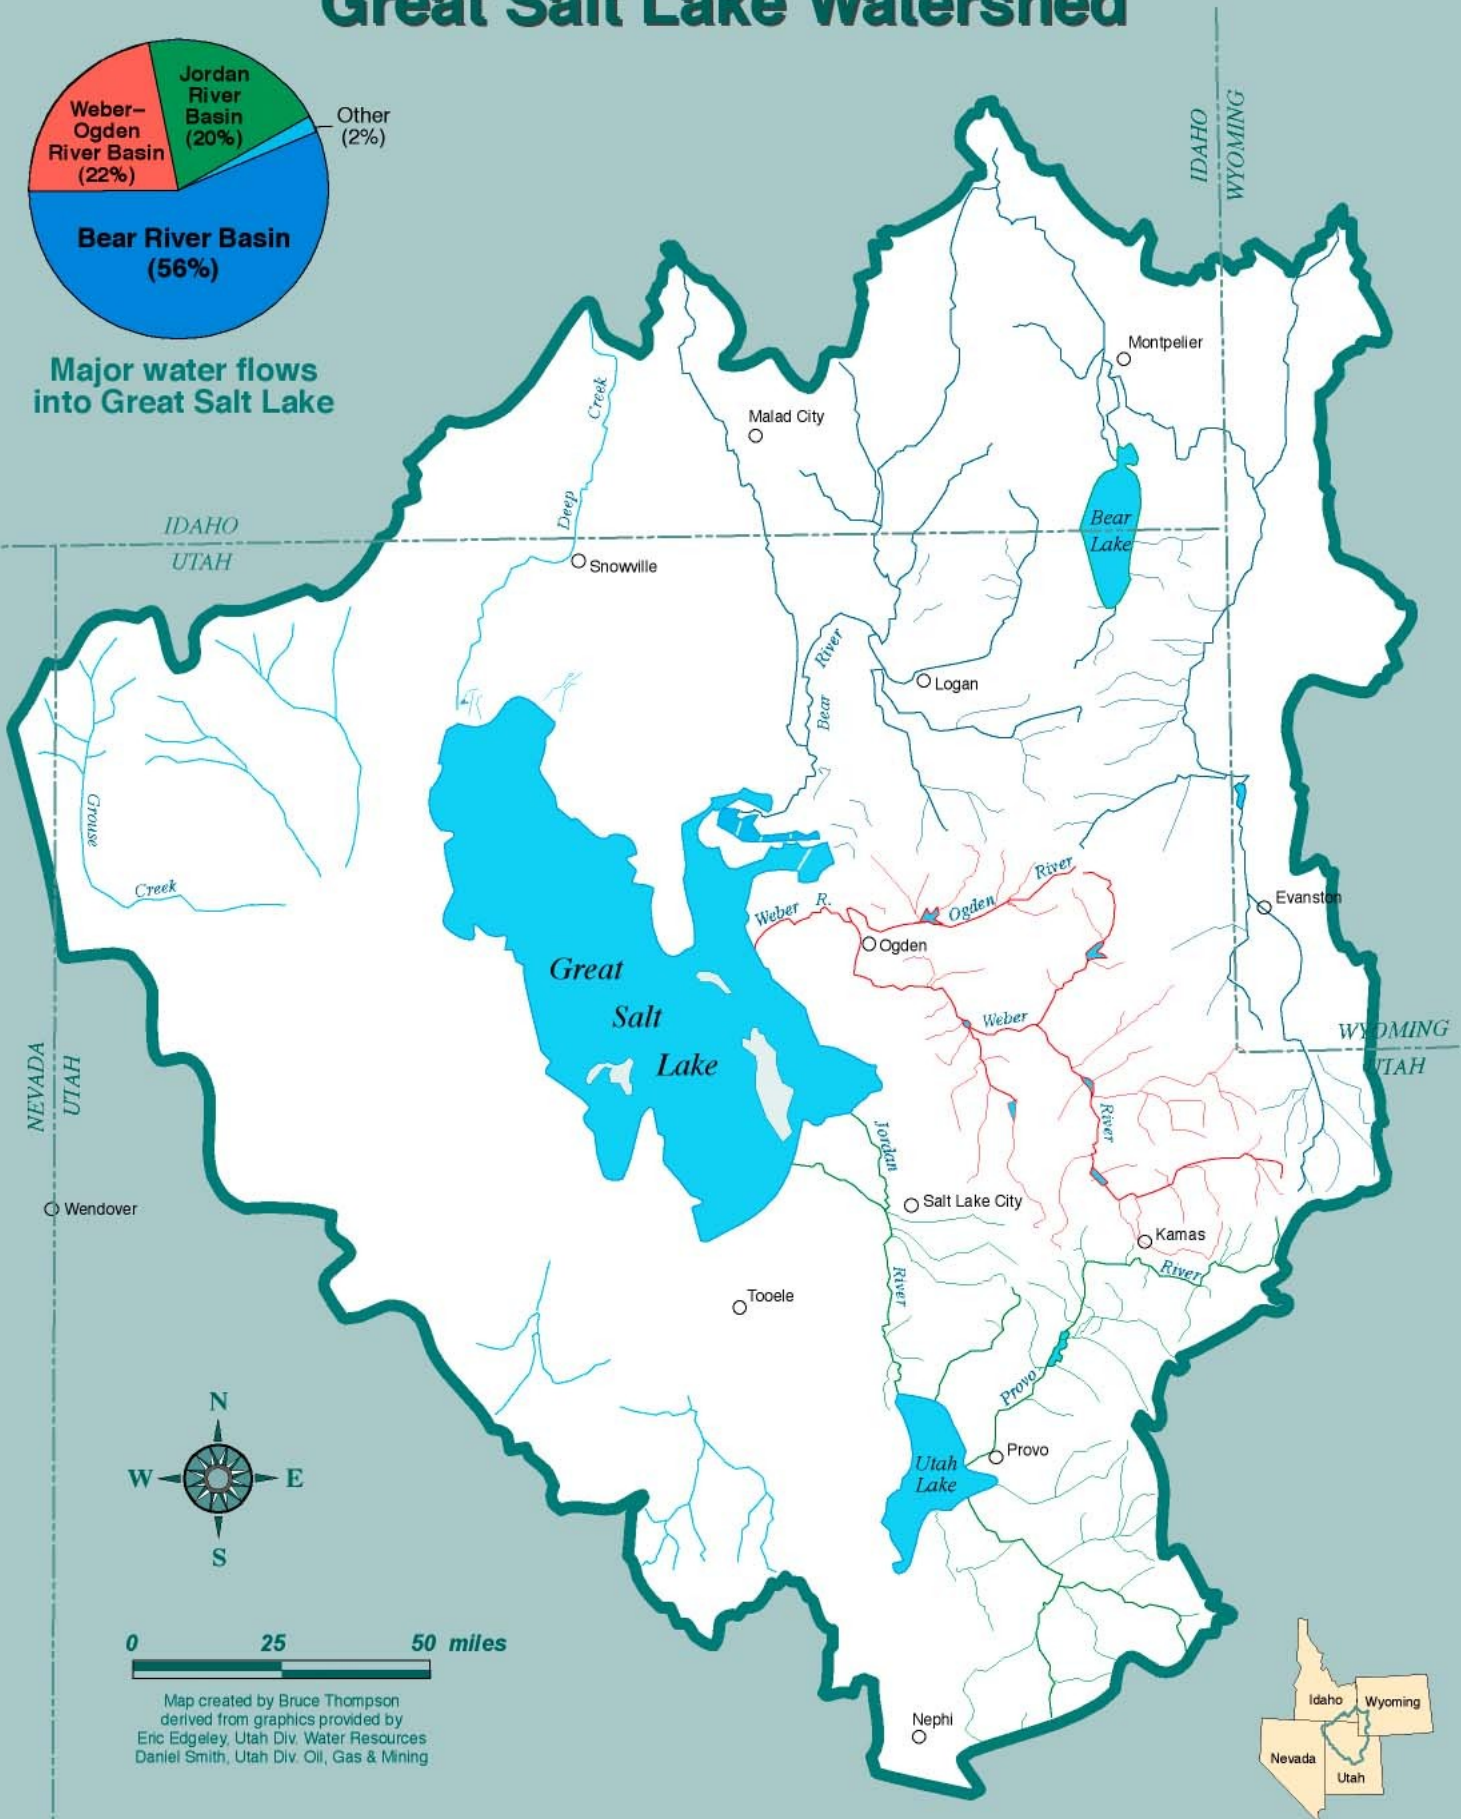 Great Salt Lake Watershed
Jordan
River
Basin
(20%)
Weber–
Ogden
River Basin
(22%)
Other
(2%)
Bear River Basin
(56%)
Major water flows
into Great Salt Lake
IDAHO
WYOMING
Montpelier
Malad City
Creek
Deep
Bear
Lake
IDAHO
UTAH
Snowville
River
Bear
Logan
Grouse
Creek
Weber R.
Ogden
River
Ogden
Evanston
Great
Salt
Lake
Weber
River
WYOMING
UTAH
NEVADA
UTAH
Jordan
River
Wendover
Salt Lake City
Kamas
River
Tooele
Provo
Provo
Utah
Lake
N
W
E
S
0 25 50 miles
Map created by Bruce Thompson
derived from graphics provided by
Eric Edgeley, Utah Div. Water Resources
Daniel Smith, Utah Div. Oil, Gas & Mining
Nephi
Idaho
Wyoming
Nevada
Utah